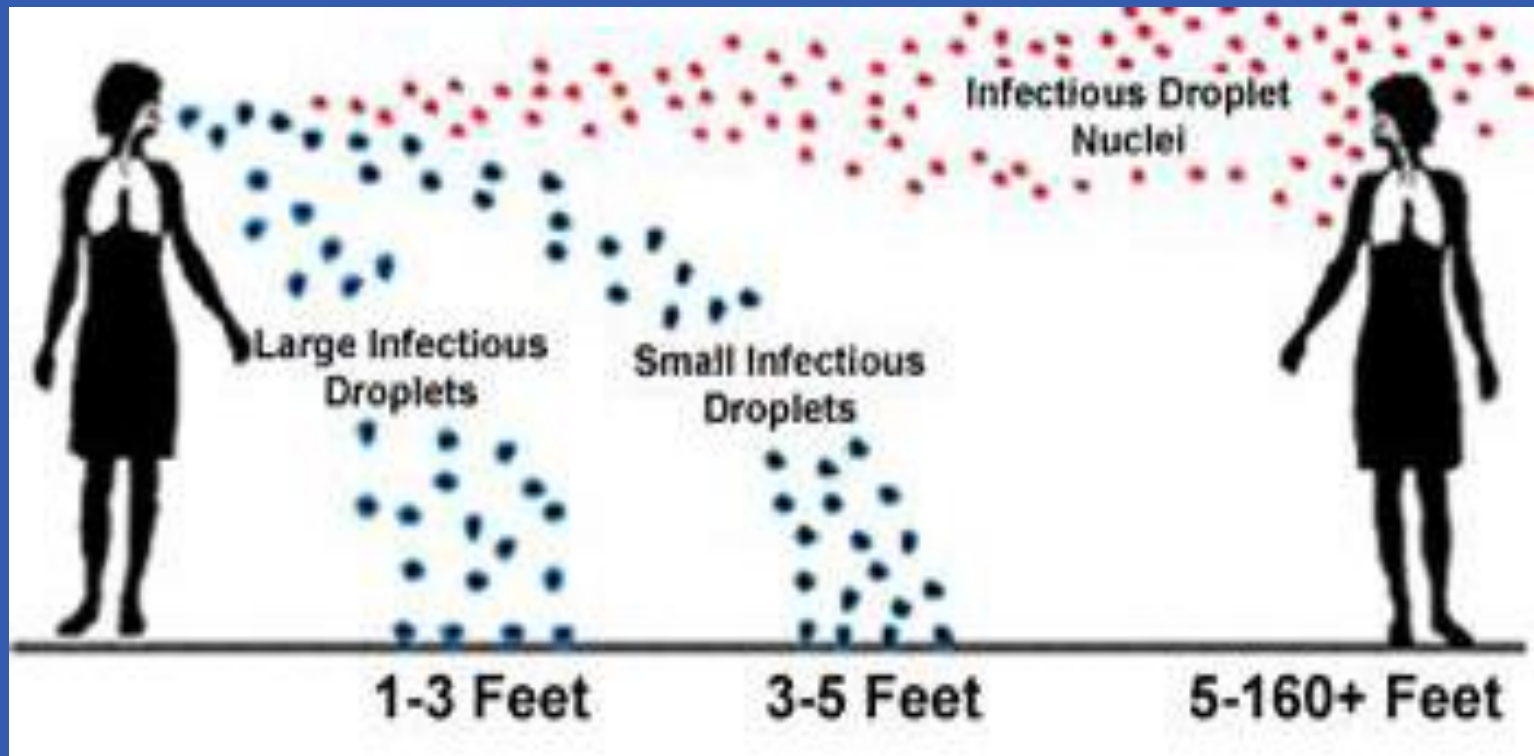 Infectious Droplet
Nuclei
Large Infectious
Droplets
Small Infectious
Droplets
1-3 Feet
3-5 Feet
5-160+ Feet